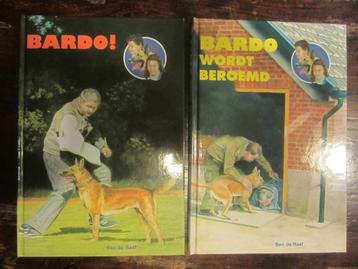 BARDO!
Ben de Raaf
BARDO
WORDT
BEROEMD
Ben de Raaf